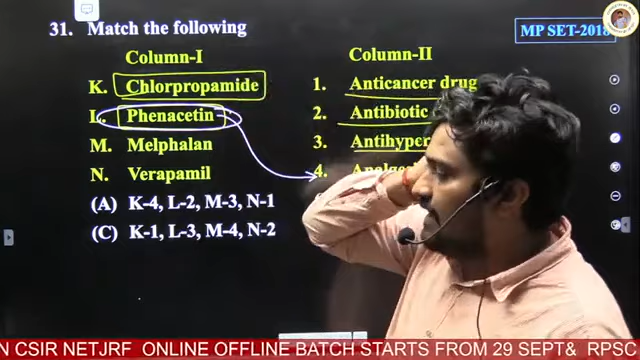 31. Match the following
MP SET-2018
Column-I
Column-II
K. Chlorpropamide
1. Anticancer drug
L. Phenacetin
2. Antibiotic
M. Melphalan
3.
N. Verapamil
4.
(A) K-4, L-2, M-3, N-1
(C) K-1, L-3, M-4, N-2
N CSIR NETJRF ONLINE OFFLINE BATCH STARTS FROM 29 SEPT& RPSC